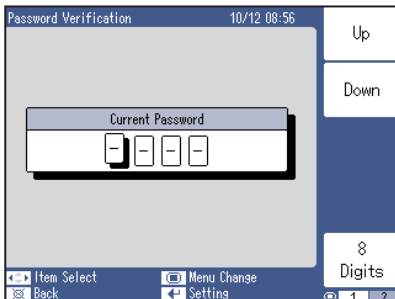 Password Verification 10/12 08:56
Up
Down
Current Password
- - - -
8
Digits
Item Select Menu Change
Back Setting
1 2